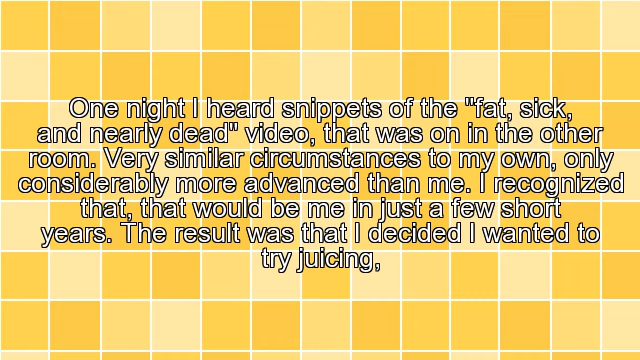 One night I heard snippets of the "fat, sick,
and nearly dead" video, that was on in the other
room. Very similar circumstances to my own, only
considerably more advanced than me. I recognized
that, that would be me in just a few short
years. The result was that I decided I wanted to
try juicing,